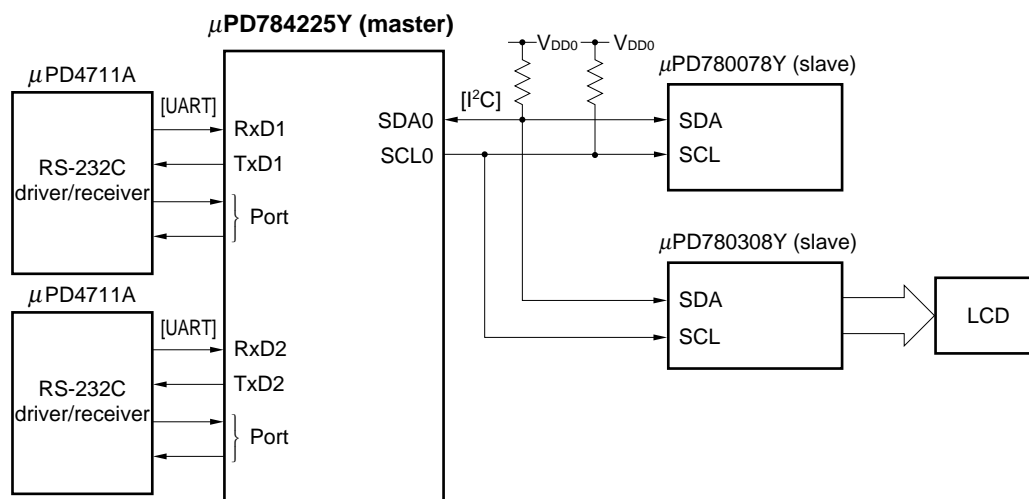 μPD784225Y (master)
VDD0 VDD0
μPD4711A
μPD780078Y (slave)
[UART]
[I²C]
RxD1
SDA0
SDA
TxD1
SCL0
SCL
RS-232C
driver/receiver
Port
μPD780308Y (slave)
μPD4711A
SDA
LCD
[UART]
SCL
RxD2
TxD2
RS-232C
driver/receiver
Port